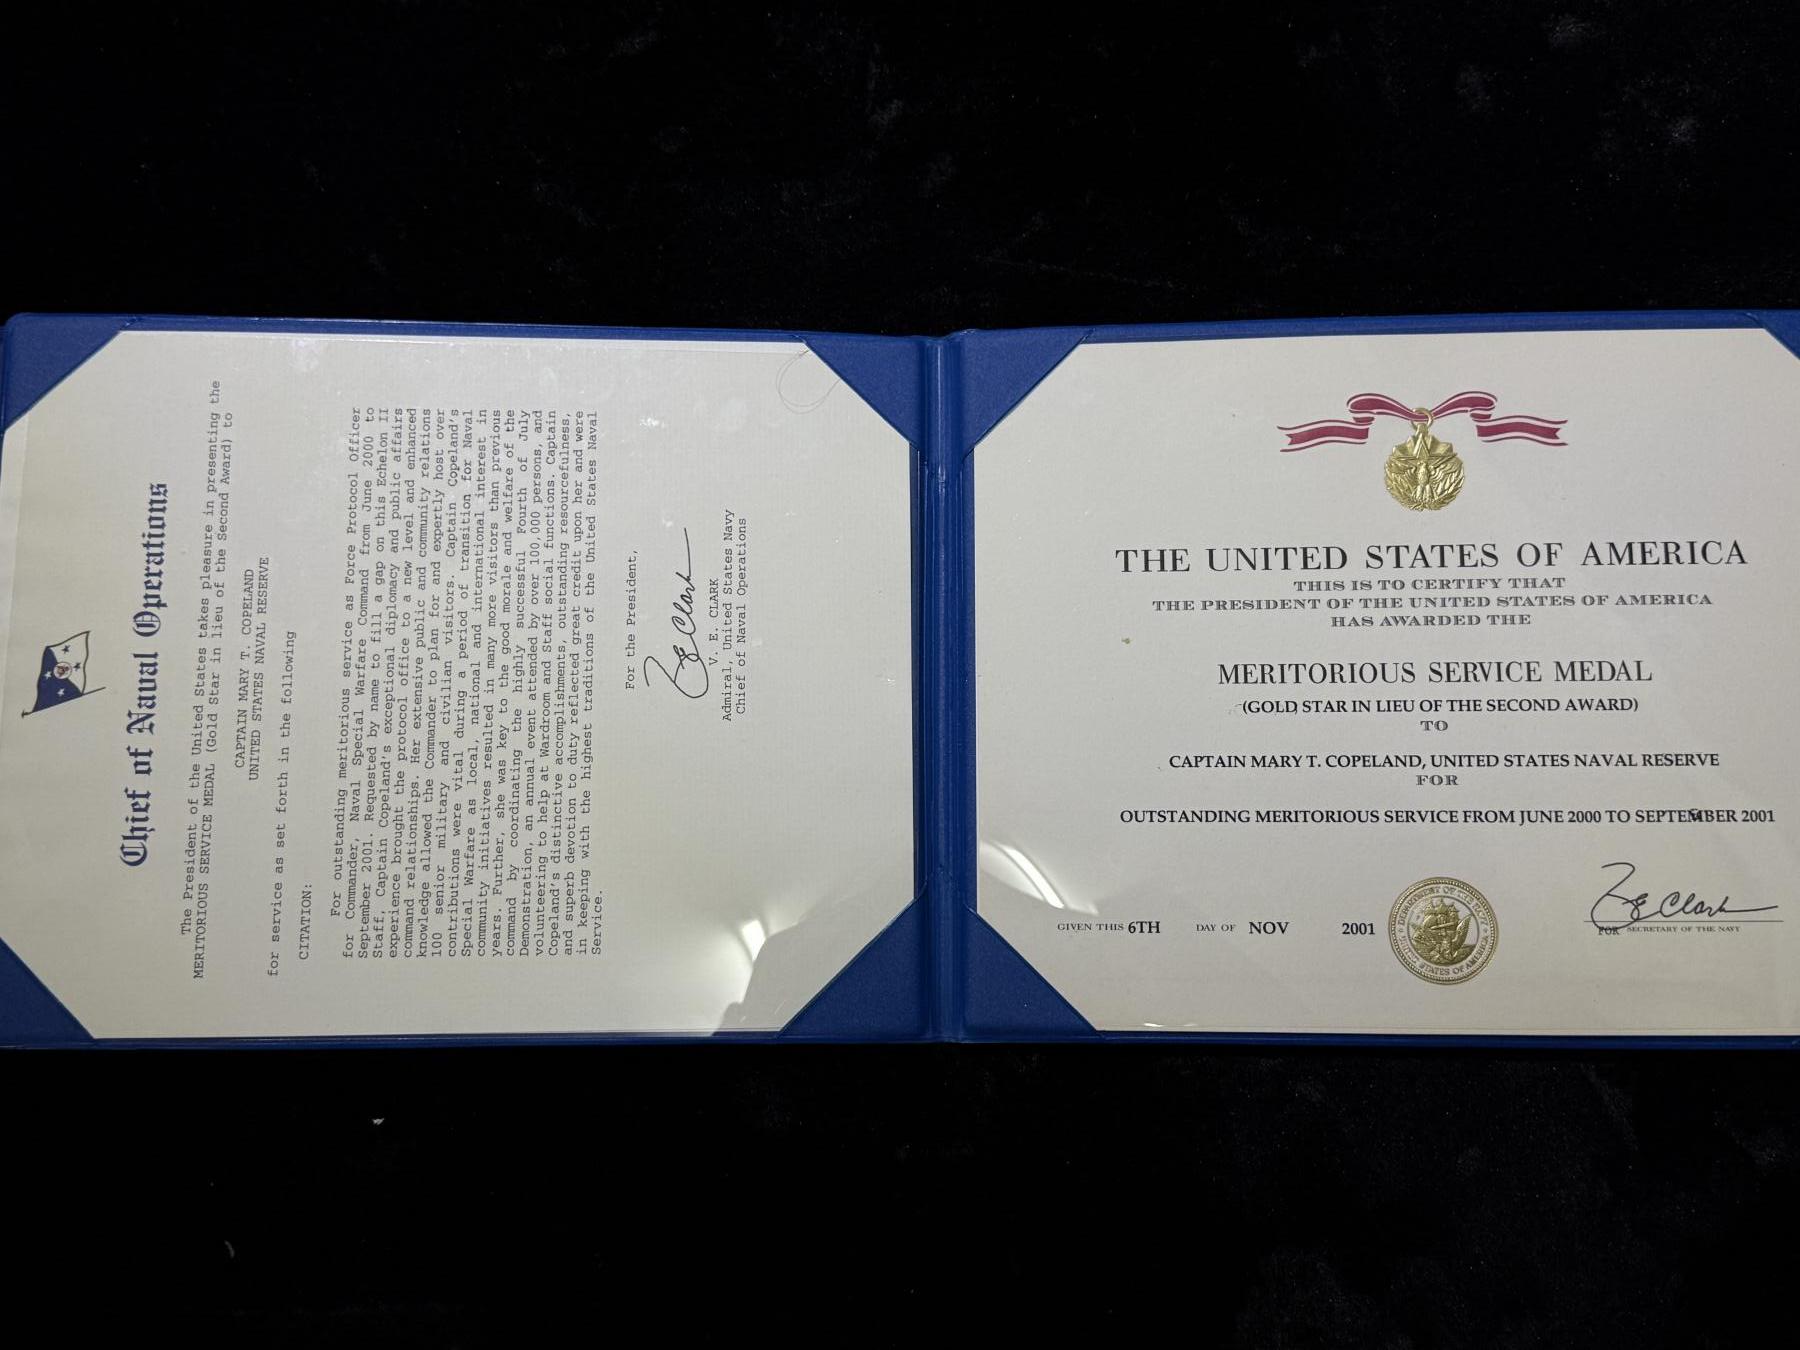 Chief of Naval Operations
The President of the United States takes pleasure in presenting the
MERITORIOUS SERVICE MEDAL (Gold Star in lieu of the Second Award) to
CAPTAIN MARY T. COPELAND
UNITED STATES NAVAL RESERVE
for service as set forth in the following
CITATION:
For outstanding meritorious service as Force Protocol Officer
for Commander, Naval Special Warfare Command from June 2000 to
September 2001. Requested by name to fill a gap on this Echelon II
Staff, Captain Copeland's exceptional diplomacy and public affairs
experience brought the protocol office to a new level and enhanced
command relationships. Her extensive public and community relations
knowledge allowed the Commander to plan for and expertly host over
100 senior military and civilian visitors. Captain Copeland's
contributions were vital during a period of transition for Naval
Special Warfare as local, national and international interest in
community initiatives resulted in many more visitors than previous
years. Further, she was key to the good morale and welfare of the
command by coordinating the highly successful Fourth of July
Demonstration, an annual event attended by over 100,000 persons, and
volunteering to help at Wardroom and Staff social functions. Captain
Copeland's distinctive accomplishments, outstanding resourcefulness,
and superb devotion to duty reflected great credit upon her and were
in keeping with the highest traditions of the United States Naval
Service.
For the President,
VE Clark
V. E. CLARK
Admiral, United States Navy
Chief of Naval Operations
THE UNITED STATES OF AMERICA
THIS IS TO CERTIFY THAT
THE PRESIDENT OF THE UNITED STATES OF AMERICA
HAS AWARDED THE
MERITORIOUS SERVICE MEDAL
(GOLD STAR IN LIEU OF THE SECOND AWARD)
TO
CAPTAIN MARY T. COPELAND, UNITED STATES NAVAL RESERVE
FOR
OUTSTANDING MERITORIOUS SERVICE FROM JUNE 2000 TO SEPTEMBER 2001
GIVEN THIS 6TH DAY OF NOV 2001
DEPARTMENT OF THE NAVY
UNITED STATES OF AMERICA
VE Clark
FOR SECRETARY OF THE NAVY